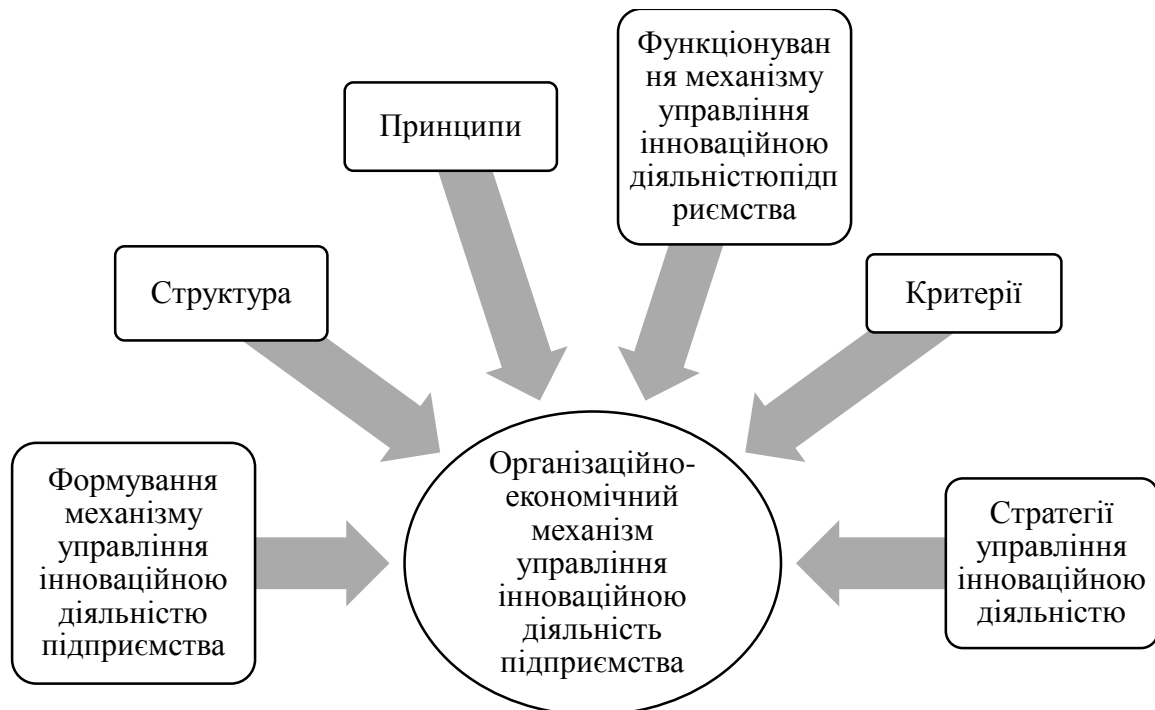 Функціонуван
ня механізму
управління
інноваційною
діяльністюпідп
риємства
Принципи
Структура
Критерії
Формування
механізму
управління
інноваційною
діяльністю
підприємства
Організаційно-
економічний
механізм
управління
інноваційною
діяльність
підприємства
Стратегії
управління
інноваційною
діяльністю